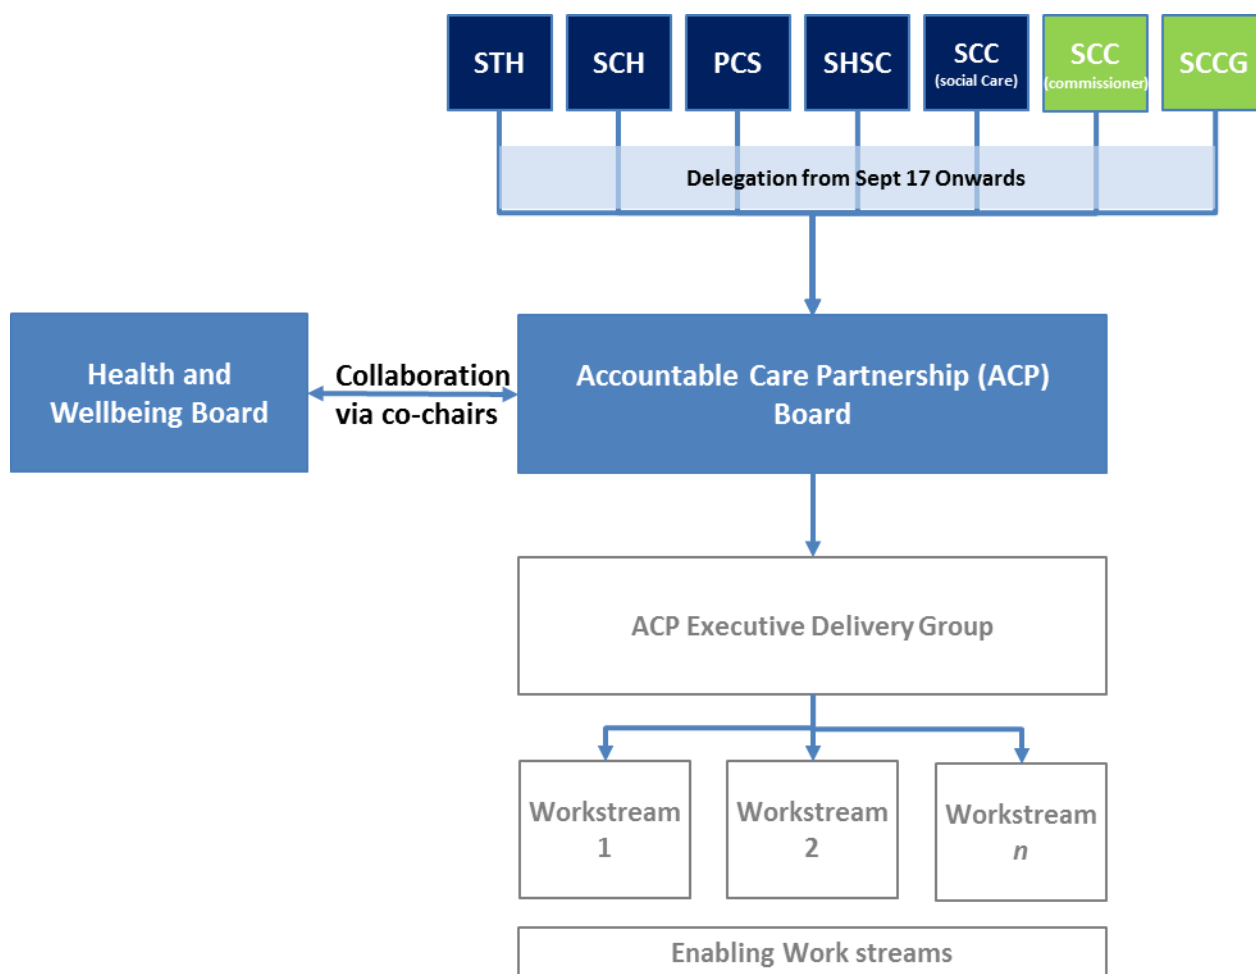 STH
SCH
PCS
SHSC
SCC
(social Care)
SCC
(commissioner)
SCCG
Delegation from Sept 17 Onwards
Health and
Wellbeing Board
Collaboration
via co-chairs
Accountable Care Partnership (ACP)
Board
ACP Executive Delivery Group
Workstream
1
Workstream
2
Workstream
n
Enabling Work streams